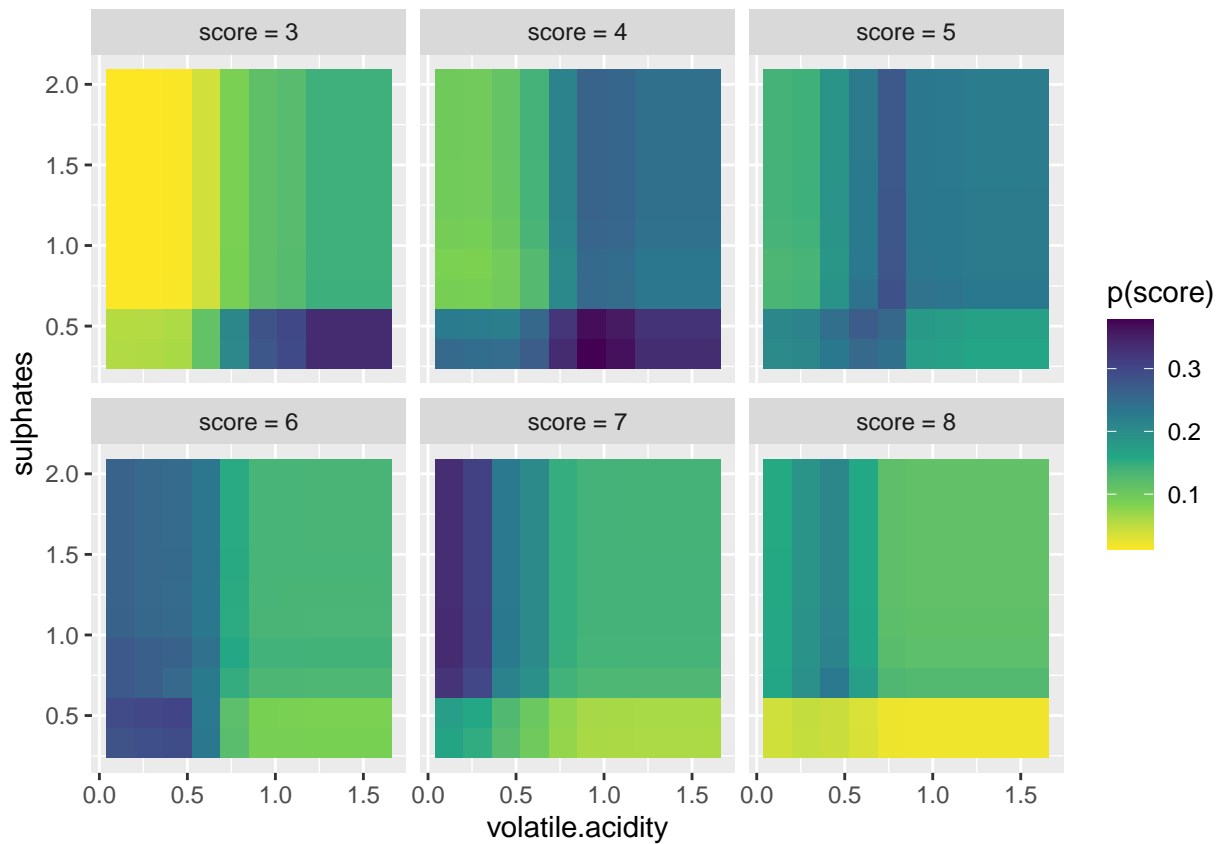 score = 3
score = 4
score = 5
2.0
1.5
1.0
0.5
score = 6
score = 7
score = 8
2.0
1.5
1.0
0.5
0.0 0.5 1.0 1.5
0.0 0.5 1.0 1.5
0.0 0.5 1.0 1.5
volatile.acidity
sulphates
p(score)
0.3
0.2
0.1